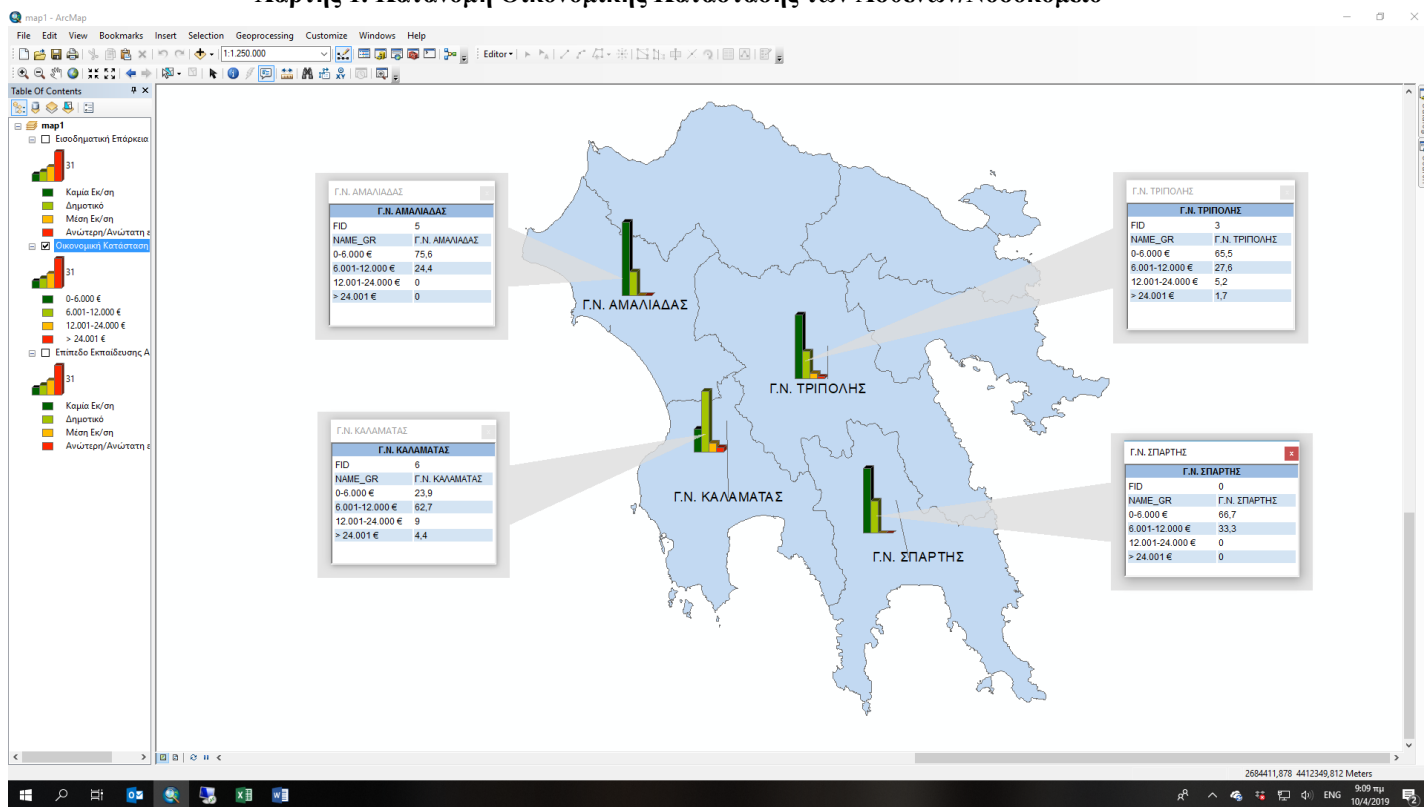 map1 - ArcMap
File Edit View Bookmarks Insert Selection Geoprocessing Customize Windows Help
1:1.250.000
Editor
Table Of Contents
map1
Εισοδηματική Επάρκεια
31
Καμία Εκ/ση
Δημοτικό
Μέση Εκ/ση
Ανώτερη/Ανώτατη ε
Οικονομική Κατάσταση
31
0-6.000 €
6.001-12.000 €
12.001-24.000 €
> 24.001 €
Επίπεδο Εκπαίδευσης Α
31
Καμία Εκ/ση
Δημοτικό
Μέση Εκ/ση
Ανώτερη/Ανώτατη ε
Γ.Ν. ΑΜΑΛΙΑΔΑΣ
Γ.Ν. ΑΜΑΛΙΑΔΑΣ
FID 5
NAME_GR Γ.Ν. ΑΜΑΛΙΑΔΑΣ
0-6.000 € 75,6
6.001-12.000 € 24,4
12.001-24.000 € 0
> 24.001 € 0
Γ.Ν. ΤΡΙΠΟΛΗΣ
Γ.Ν. ΤΡΙΠΟΛΗΣ
FID 3
NAME_GR Γ.Ν. ΤΡΙΠΟΛΗΣ
0-6.000 € 65,5
6.001-12.000 € 27,6
12.001-24.000 € 5,2
> 24.001 € 1,7
Γ.Ν. ΑΜΑΛΙΑΔΑΣ
Γ.Ν. ΤΡΙΠΟΛΗΣ
Γ.Ν. ΚΑΛΑΜΑΤΑΣ
Γ.Ν. ΣΠΑΡΤΗΣ
Γ.Ν. ΚΑΛΑΜΑΤΑΣ
Γ.Ν. ΚΑΛΑΜΑΤΑΣ
FID 6
NAME_GR Γ.Ν. ΚΑΛΑΜΑΤΑΣ
0-6.000 € 23,9
6.001-12.000 € 62,7
12.001-24.000 € 9
> 24.001 € 4,4
Γ.Ν. ΣΠΑΡΤΗΣ
Γ.Ν. ΣΠΑΡΤΗΣ
FID 0
NAME_GR Γ.Ν. ΣΠΑΡΤΗΣ
0-6.000 € 66,7
6.001-12.000 € 33,3
12.001-24.000 € 0
> 24.001 € 0
2684411,878 4412349,812 Meters
ENG
9:09 πμ
10/4/2019